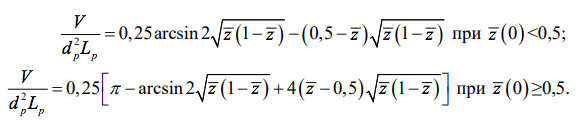 V/(d_p^2 L_p) = 0,25 arcsin 2√(z̅(1−z̅)) − (0,5−z̅)√(z̅(1−z̅)) при z̅(0)<0,5;
V/(d_p^2 L_p) = 0,25[π − arcsin 2√(z̅(1−z̅)) + 4(z̅−0,5)√(z̅(1−z̅))] при z̅(0)≥0,5.